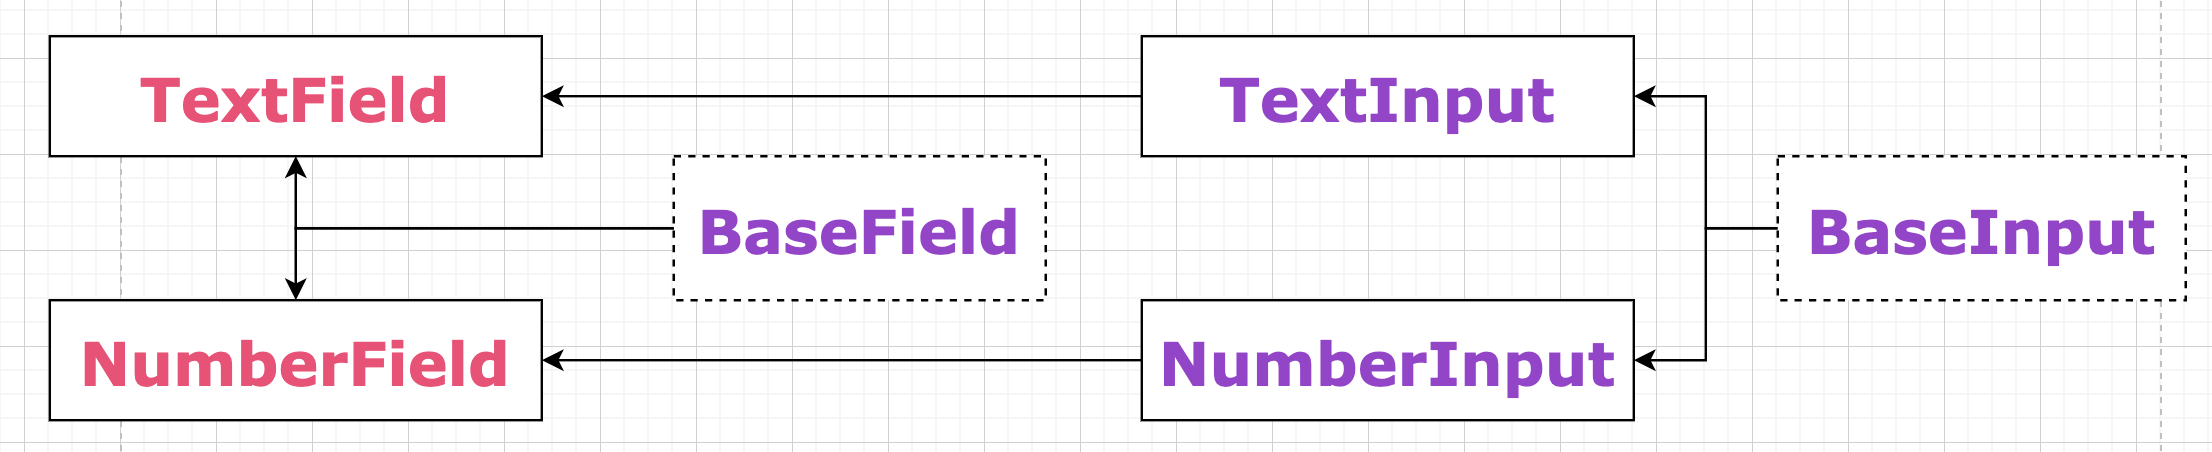 TextField
TextInput
BaseField
BaseInput
NumberField
NumberInput